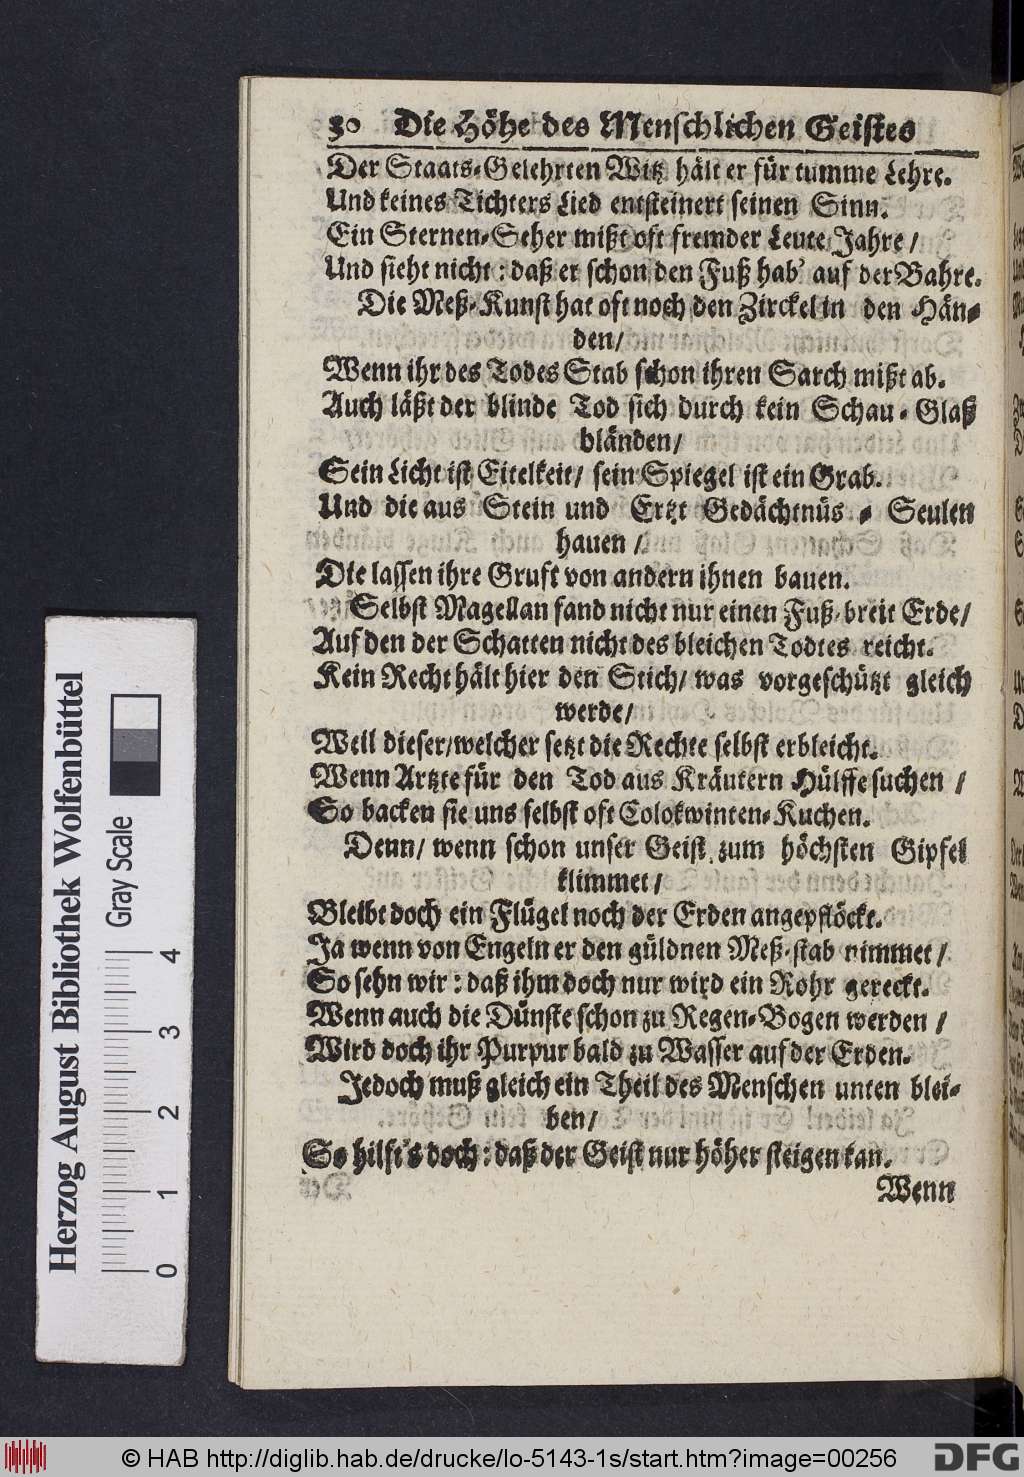 30 Die Höhe des Menschlichen Geistes
Der Staats-Gelehrten Witz hält er für tumme Lehre.
Und keines Tichters Lied entsteinert seinen Sinn.
Ein Sternen-Seher mißt oft fremder Leute Jahre /
Und sieht nicht: daß er schon den Fuß hab' auf der Bahre.
Die Meß-Kunst hat oft noch den Zirckel in den Hän-
den/
Wenn ihr des Todes Stab schon ihren Sarch mißt ab.
Auch läßt der blinde Tod sich durch kein Schau-Glaß
bländen/
Sein Licht ist Eitelkeit/ sein Spiegel ist ein Grab.
Und die aus Stein und Ertzt Gedächtnüs-Seulen
hauen /
Die lassen ihre Gruft von andern ihnen bauen.
Selbst Magellan fand nicht nur einen Fuß-breit Erde/
Auf den der Schatten nicht des bleichen Todtes reicht.
Kein Recht hält hier den Stich/ was vorgeschützt gleich
werde/
Weil dieser/welcher setzt die Rechte selbst erbleicht.
Wenn Artzte für den Tod aus Kräutern Hülffe suchen /
So backen sie uns selbst oft Colokwinten-Kuchen.
Denn/ wenn schon unser Geist zum höchsten Gipfel
klimmet/
Bleibt doch ein Flügel noch der Erden angepflöckt.
Ja wenn von Engeln er den güldnen Meß-stab nimmet /
So sehn wir: daß ihm doch nur wird ein Rohr gereckt.
Wenn auch die Dünste schon zu Regen-Bogen werden /
Wird doch ihr Purpur bald zu Wasser auf der Erden.
Jedoch muß gleich ein Theil des Menschen unten blei-
ben/
So hilft's doch: daß der Geist nur höher steigen kan.
Wenn
Herzog August Bibliothek Wolfenbüttel
Gray Scale
0 1 2 3 4
© HAB http://diglib.hab.de/drucke/lo-5143-1s/start.htm?image=00256
DFG